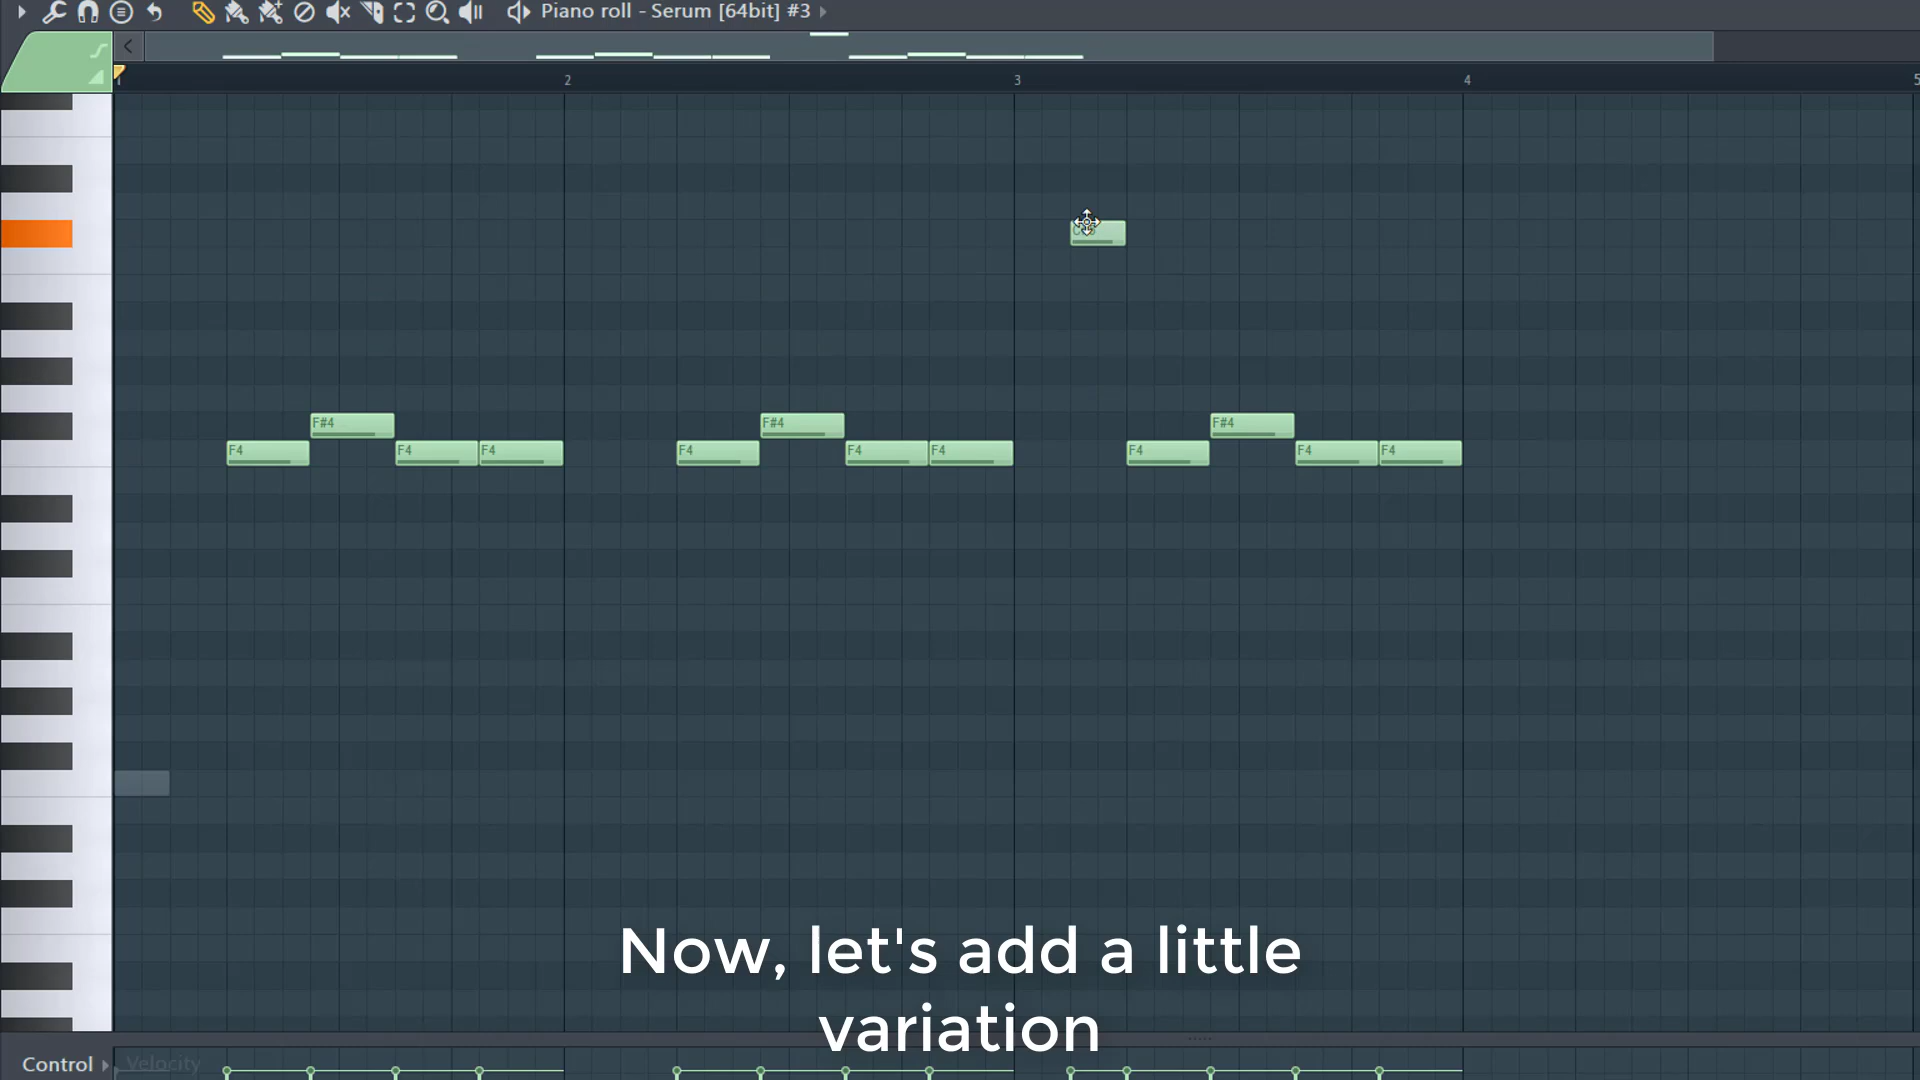 Piano roll - Serum [64bit] #3
1 2 3 4 5
F#4 F#4 F#4
F4 F4 F4 F4 F4 F4 F4 F4 F4
Now, let's add a little
variation
Control Velocity